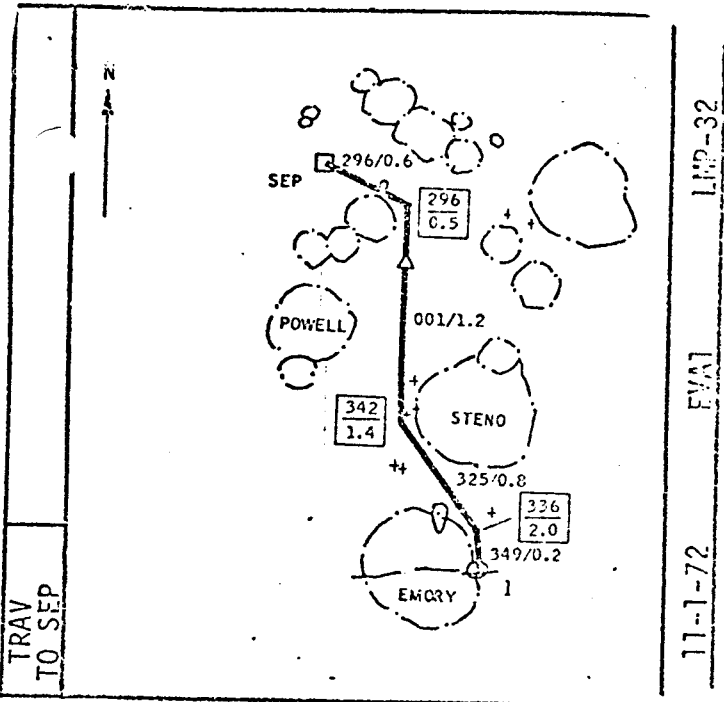 N
296/0.6
SEP
296
0.5
POWELL
001/1.2
342
1.4
STENO
325/0.8
336
2.0
349/0.2
EMORY
1
TRAV
TO SEP
LMP-32
EVA1
11-1-72